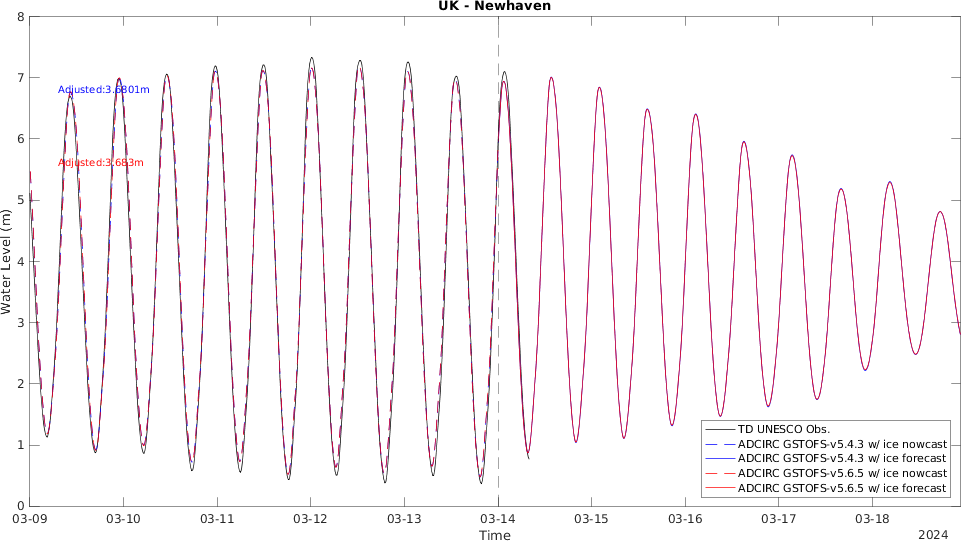 UK - Newhaven
8
7
6
5
4
3
2
1
0
Water Level (m)
Adjusted:3.6801m
Adjusted:3.683m
TD UNESCO Obs.
ADCIRC GSTOFS-v5.4.3 w/ ice nowcast
ADCIRC GSTOFS-v5.4.3 w/ ice forecast
ADCIRC GSTOFS-v5.6.5 w/ ice nowcast
ADCIRC GSTOFS-v5.6.5 w/ ice forecast
03-09 03-10 03-11 03-12 03-13 03-14 03-15 03-16 03-17 03-18
Time
2024